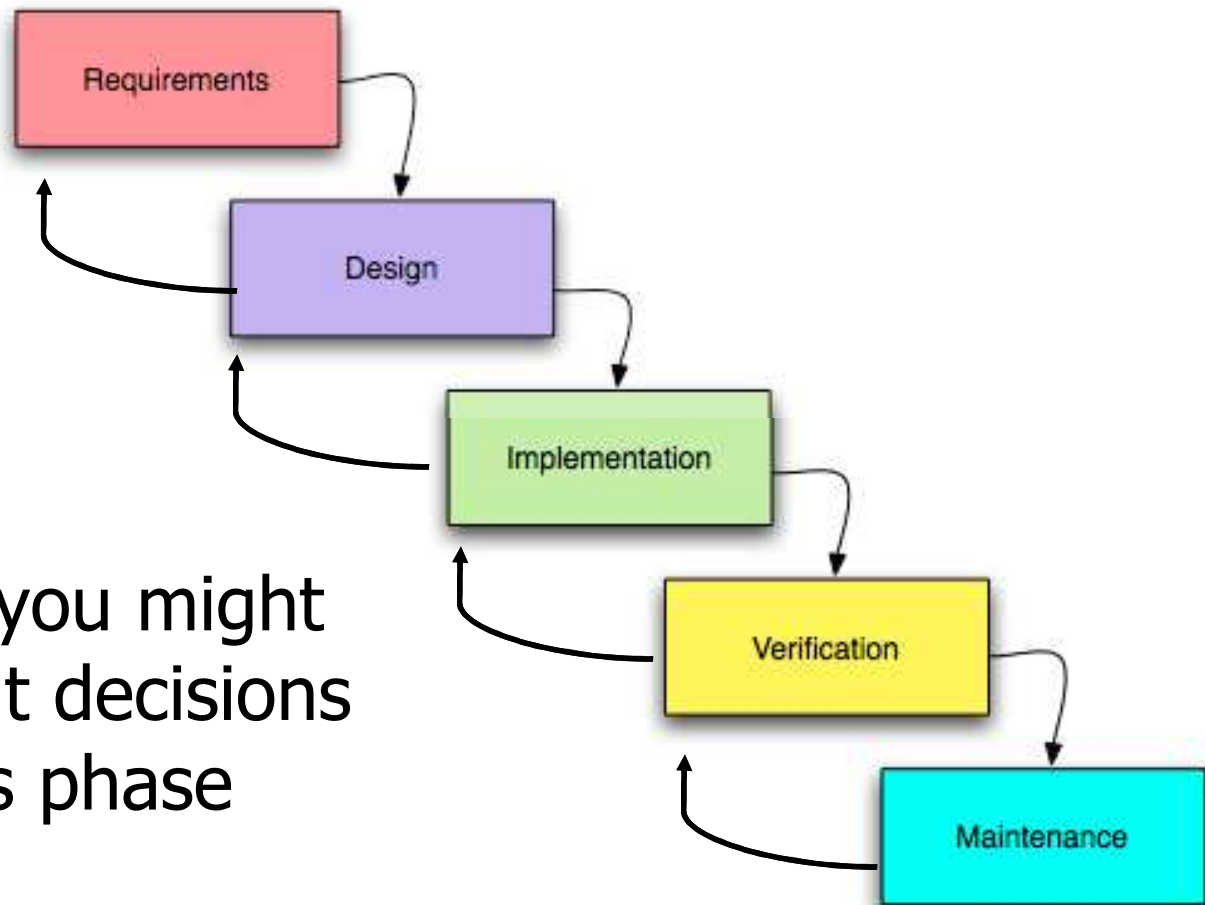 Requirements
Design
Implementation
you might
t decisions
s phase
Verification
Maintenance